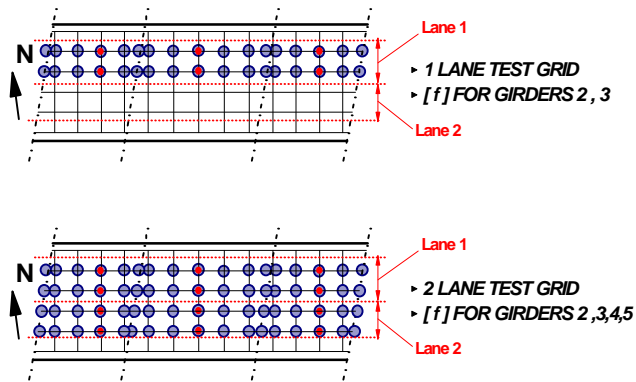 Lane 1
N
▸ 1 LANE TEST GRID
▸ [ f ] FOR GIRDERS 2 , 3
Lane 2
Lane 1
N
▸ 2 LANE TEST GRID
▸ [ f ] FOR GIRDERS 2 ,3,4,5
Lane 2